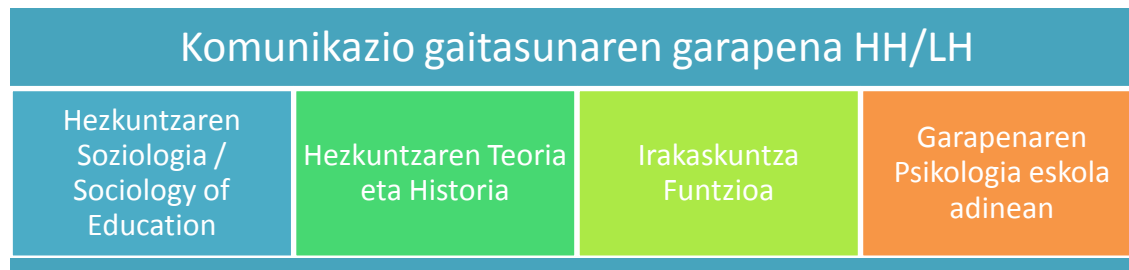 Komunikazio gaitasunaren garapena HH/LH
Hezkuntzaren
Soziologia /
Sociology of
Education
Hezkuntzaren Teoria
eta Historia
Irakaskuntza
Funtzioa
Garapenaren
Psikologia eskola
adinean